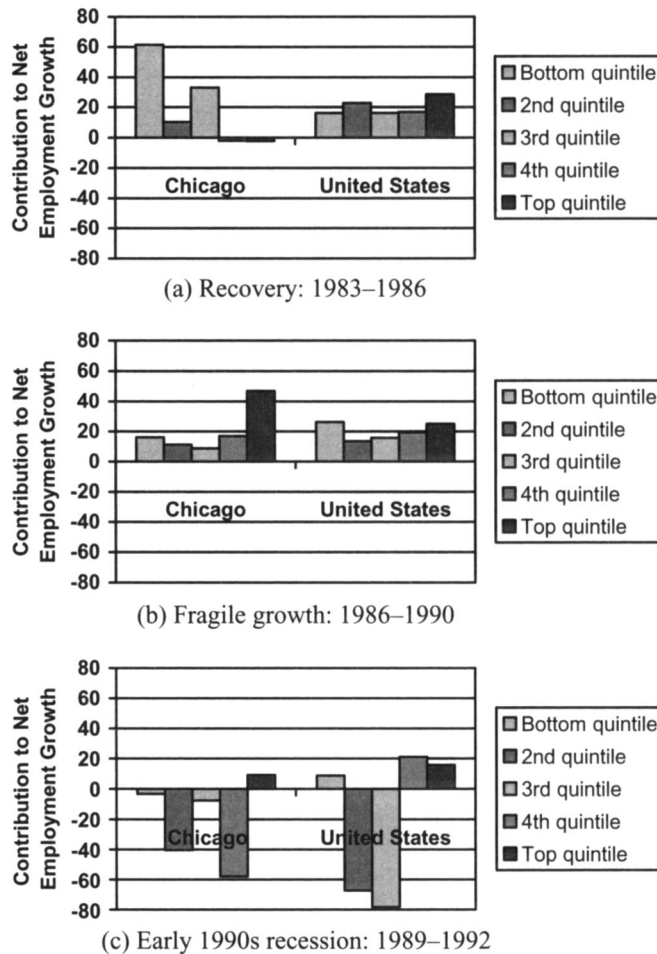 Contribution to Net
Employment Growth
80
60
40
20
0
-20
-40
-60
-80
Chicago
United States
Bottom quintile
2nd quintile
3rd quintile
4th quintile
Top quintile
(a) Recovery: 1983–1986
Contribution to Net
Employment Growth
80
60
40
20
0
-20
-40
-60
-80
Chicago
United States
Bottom quintile
2nd quintile
3rd quintile
4th quintile
Top quintile
(b) Fragile growth: 1986–1990
Contribution to Net
Employment Growth
80
60
40
20
0
-20
-40
-60
-80
Chicago
United States
Bottom quintile
2nd quintile
3rd quintile
4th quintile
Top quintile
(c) Early 1990s recession: 1989–1992